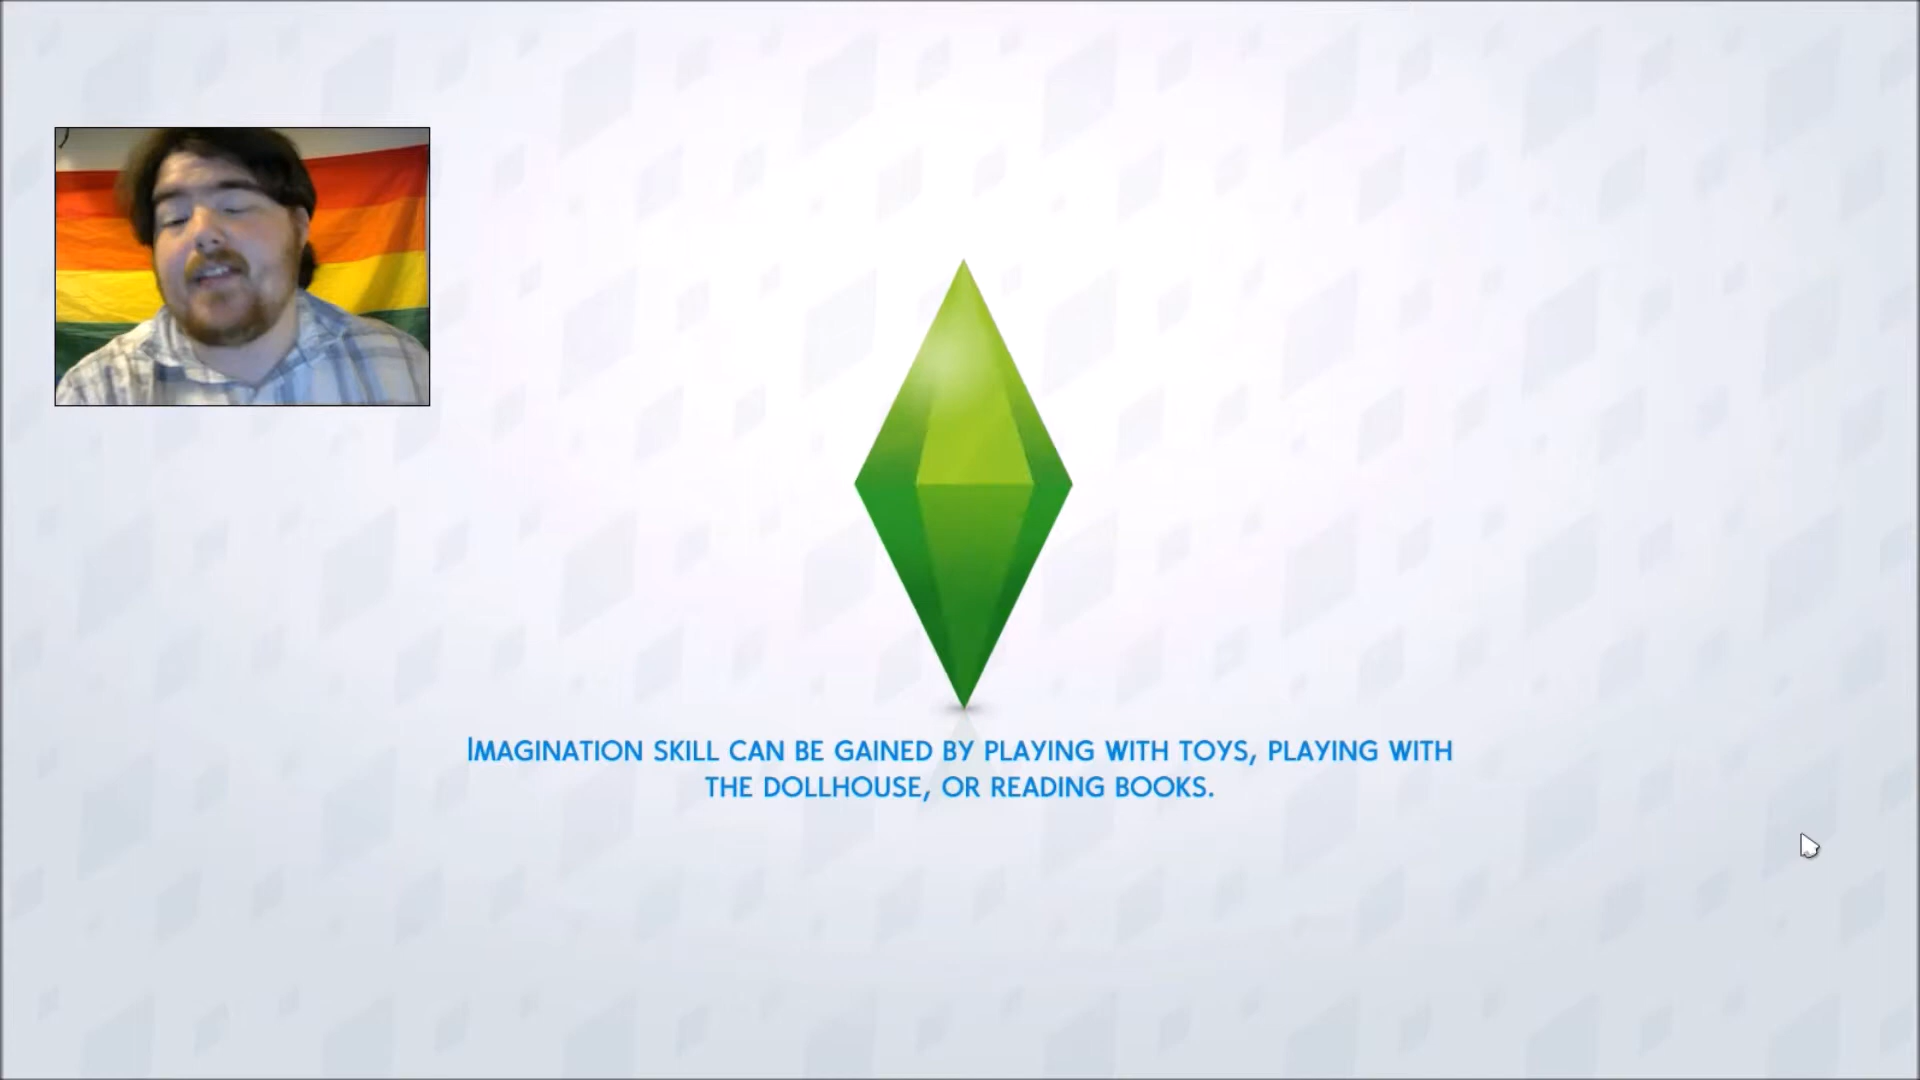 Imagination skill can be gained by playing with toys, playing with
the dollhouse, or reading books.